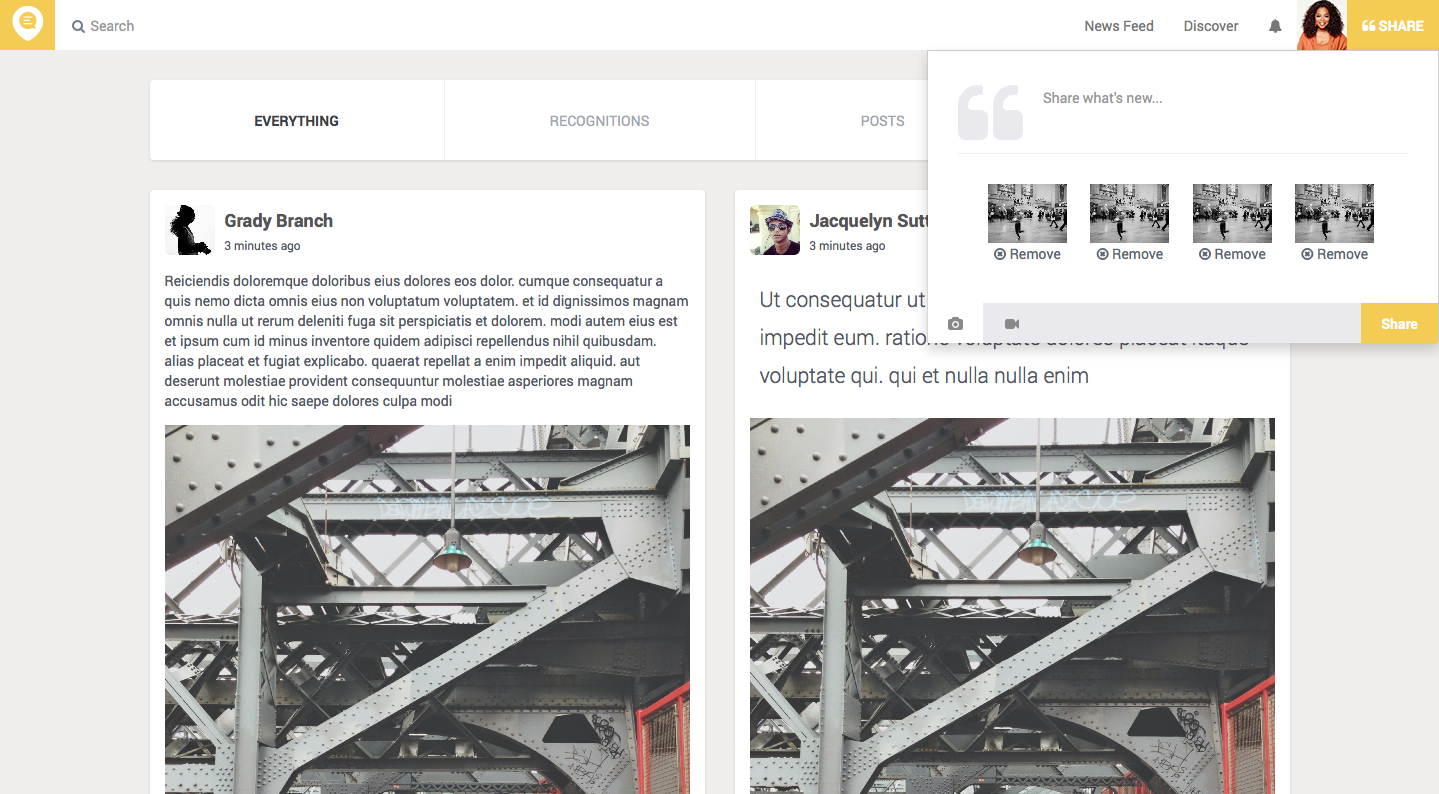 Search
News Feed
Discover
SHARE
Share what's new...
Remove
Remove
Remove
Remove
Share
EVERYTHING
RECOGNITIONS
POSTS
Grady Branch
3 minutes ago
Reiciendis doloremque doloribus eius dolores eos dolor. cumque consequatur a
quis nemo dicta omnis eius non voluptatum voluptatem. et id dignissimos magnam
omnis nulla ut rerum deleniti fuga sit perspiciatis et dolorem. modi autem eius est
et ipsum cum id minus inventore quidem adipisci repellendus nihil quibusdam.
alias placeat et fugiat explicabo. quaerat repellat a enim impedit aliquid. aut
deserunt molestiae provident consequuntur molestiae asperiores magnam
accusamus odit hic saepe dolores culpa modi
Jacquelyn Sutt
3 minutes ago
Ut consequatur ut
impedit eum. ratione voluptate dolores placeat itaque
voluptate qui. qui et nulla nulla enim